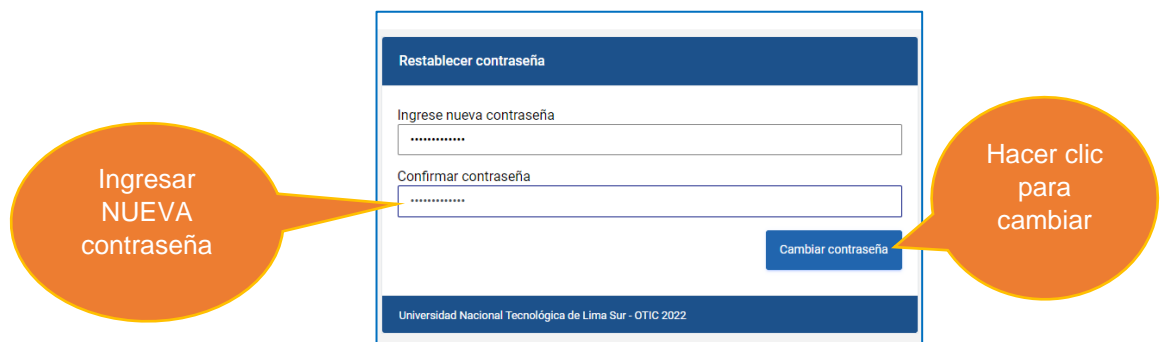 Restablecer contraseña
Ingrese nueva contraseña
•••••••••••••
Confirmar contraseña
•••••••••••••
Cambiar contraseña
Universidad Nacional Tecnológica de Lima Sur - OTIC 2022
Ingresar
NUEVA
contraseña
Hacer clic
para
cambiar